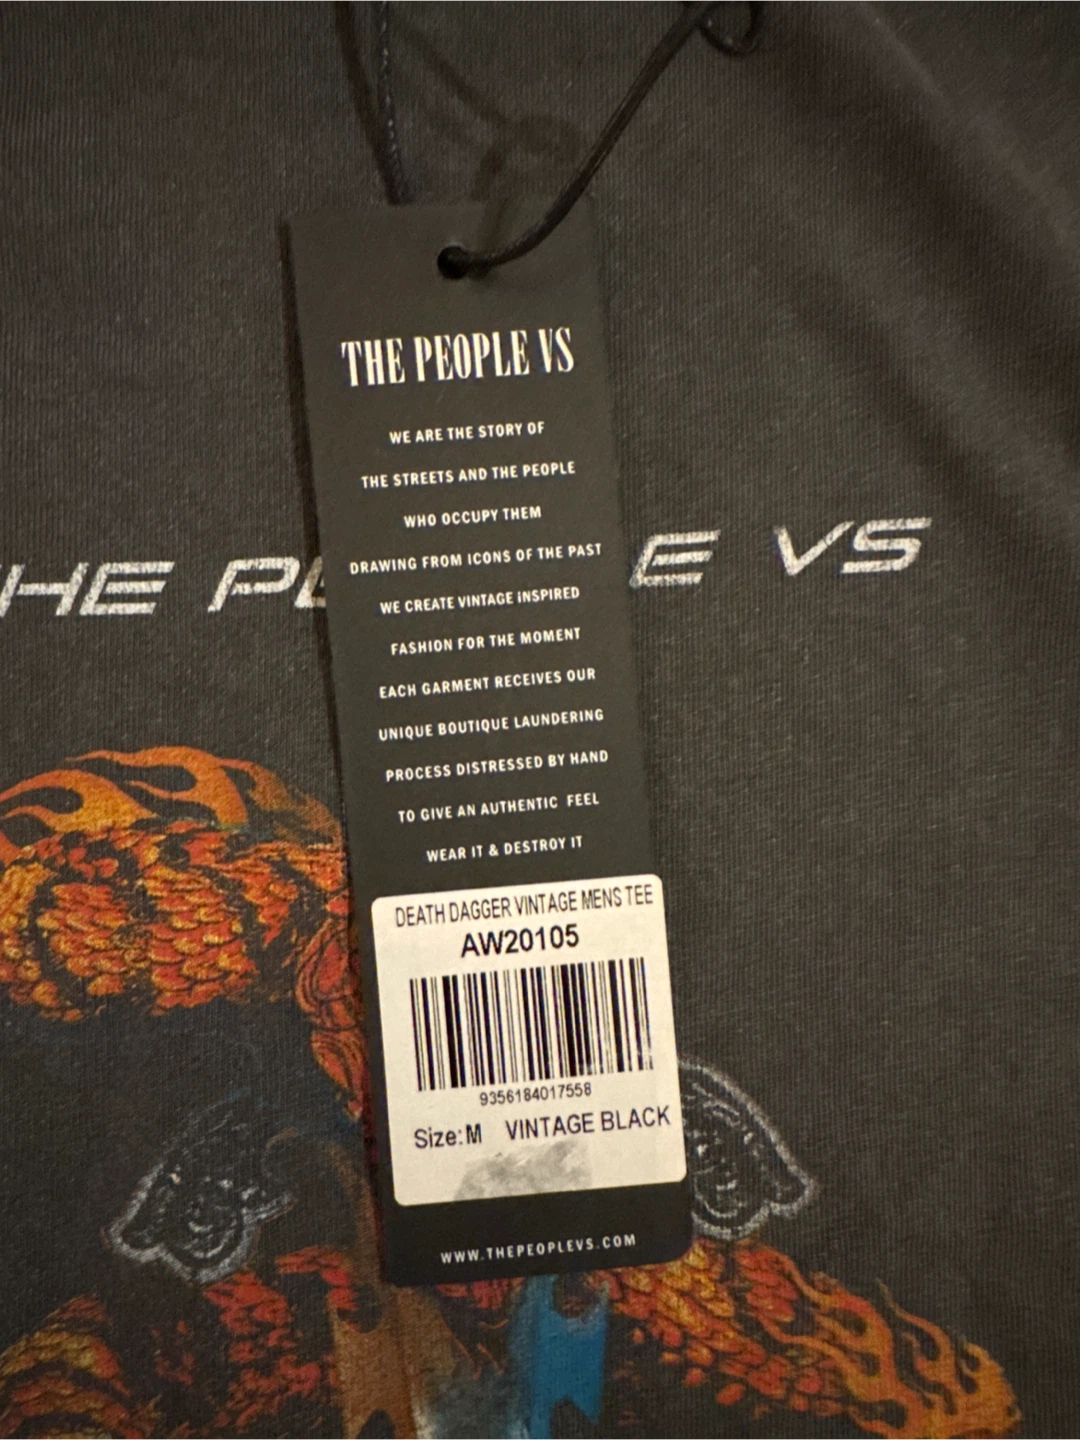 THE PEOPLE VS
WE ARE THE STORY OF
THE STREETS AND THE PEOPLE
WHO OCCUPY THEM
DRAWING FROM ICONS OF THE PAST
WE CREATE VINTAGE INSPIRED
FASHION FOR THE MOMENT
EACH GARMENT RECEIVES OUR
UNIQUE BOUTIQUE LAUNDERING
PROCESS DISTRESSED BY HAND
TO GIVE AN AUTHENTIC FEEL
WEAR IT & DESTROY IT
DEATH DAGGER VINTAGE MENS TEE
AW20105
9356184017558
Size:M VINTAGE BLACK
WWW.THEPEOPLEVS.COM
HE PE E VS